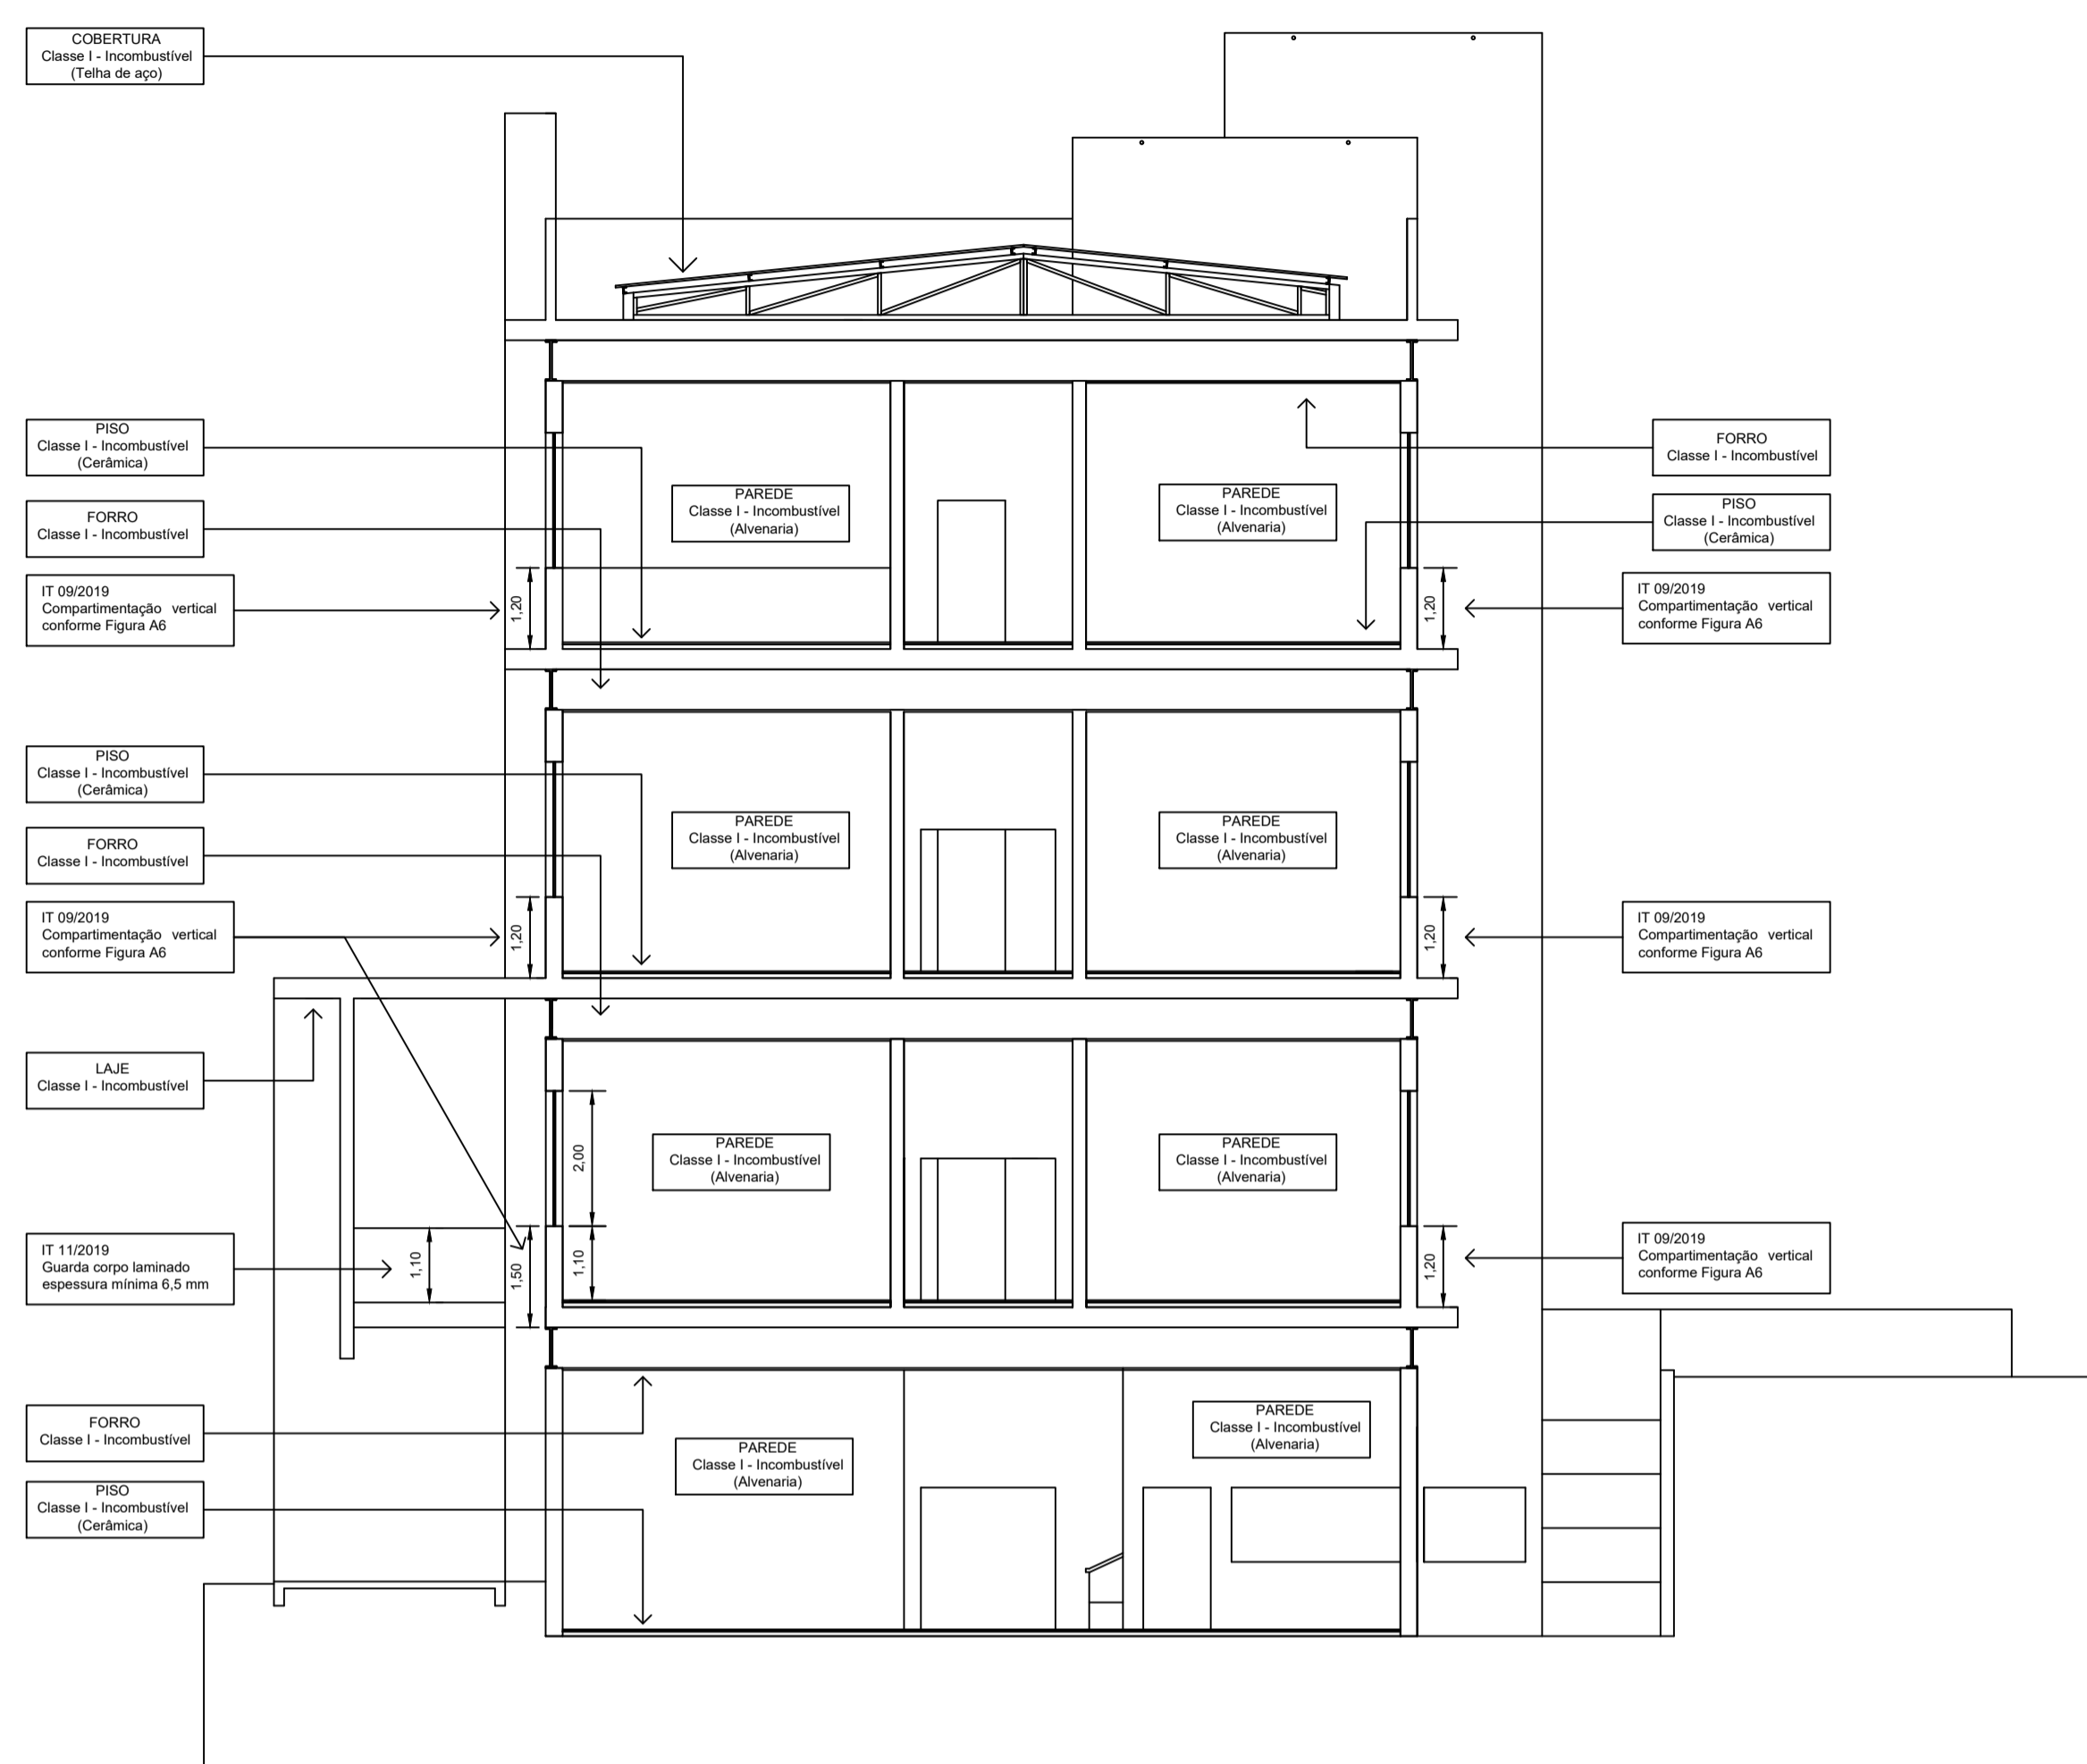 COBERTURA
Classe I - Incombustível
(Telha de aço)
PISO
Classe I - Incombustível
(Cerâmica)
FORRO
Classe I - Incombustível
FORRO
Classe I - Incombustível
PISO
Classe I - Incombustível
(Cerâmica)
PAREDE
Classe I - Incombustível
(Alvenaria)
PAREDE
Classe I - Incombustível
(Alvenaria)
IT 09/2019
Compartimentação vertical
conforme Figura A6
1,20
1,20
IT 09/2019
Compartimentação vertical
conforme Figura A6
PISO
Classe I - Incombustível
(Cerâmica)
FORRO
Classe I - Incombustível
PAREDE
Classe I - Incombustível
(Alvenaria)
PAREDE
Classe I - Incombustível
(Alvenaria)
IT 09/2019
Compartimentação vertical
conforme Figura A6
1,20
1,20
IT 09/2019
Compartimentação vertical
conforme Figura A6
LAJE
Classe I - Incombustível
2,00
PAREDE
Classe I - Incombustível
(Alvenaria)
PAREDE
Classe I - Incombustível
(Alvenaria)
IT 11/2019
Guarda corpo laminado
espessura mínima 6,5 mm
1,10
1,50
1,10
1,20
IT 09/2019
Compartimentação vertical
conforme Figura A6
FORRO
Classe I - Incombustível
PAREDE
Classe I - Incombustível
(Alvenaria)
PAREDE
Classe I - Incombustível
(Alvenaria)
PISO
Classe I - Incombustível
(Cerâmica)